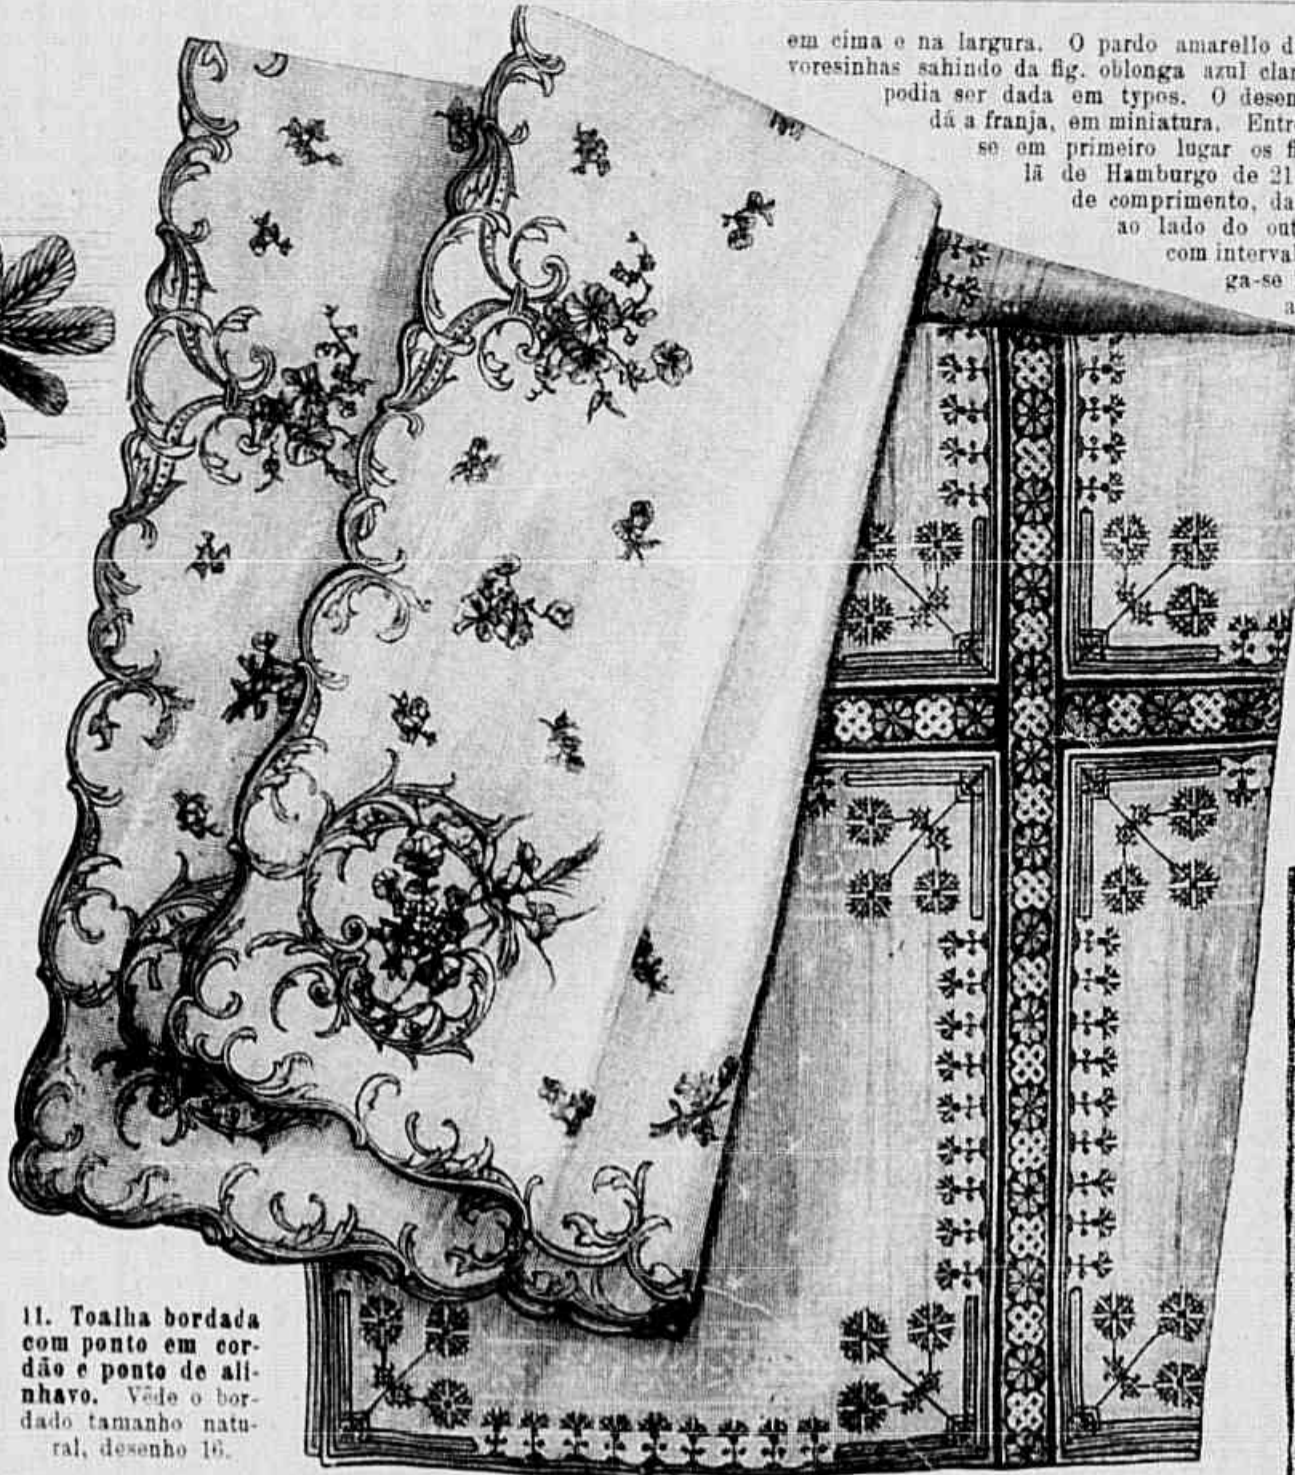 em cima e na largura. O pardo amarello d
voresinhas sahindo da fig. oblonga azul clar
podia ser dada em typos. O desen
dá a franja, em miniatura. Entr
se em primeiro lugar os fi
lã de Hamburgo de 21
de comprimento, da
ao lado do out
com interval
ga-se
a
11. Toalha bordada
com ponto em cor-
dão e ponto de ali-
nhavo. Vêde o bor-
dado tamanho natu-
ral, desenho 16.